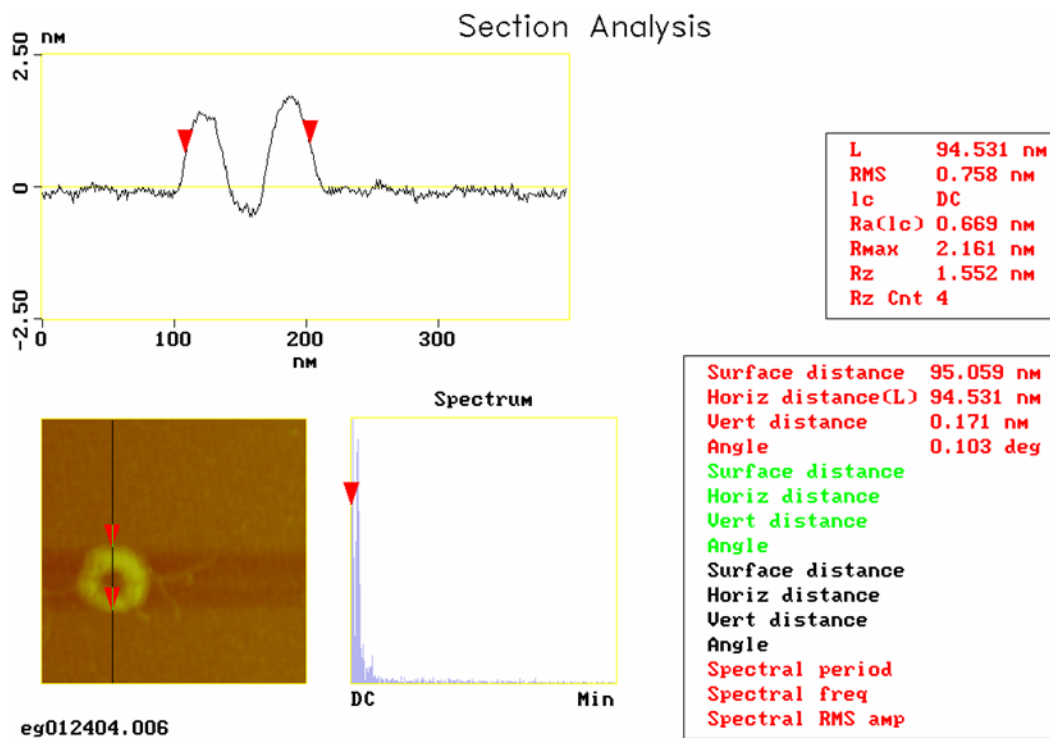 Section Analysis
nm
2.50
0
-2.50
0 100 200 300
nm
L 94.531 nm
RMS 0.758 nm
lc DC
Ra(lc) 0.669 nm
Rmax 2.161 nm
Rz 1.552 nm
Rz Cnt 4
Surface distance 95.059 nm
Horiz distance(L) 94.531 nm
Vert distance 0.171 nm
Angle 0.103 deg
Surface distance
Horiz distance
Vert distance
Angle
Surface distance
Horiz distance
Vert distance
Angle
Spectral period
Spectral freq
Spectral RMS amp
Spectrum
DC Min
eg012404.006